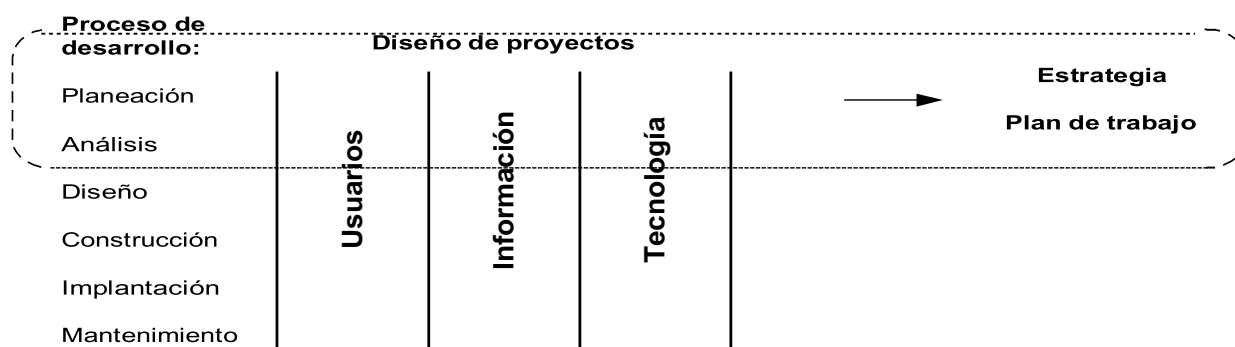 Proceso de
desarrollo:
Diseño de proyectos
Planeación
Análisis
Diseño
Construcción
Implantación
Mantenimiento
Usuarios
Información
Tecnología
Estrategia
Plan de trabajo